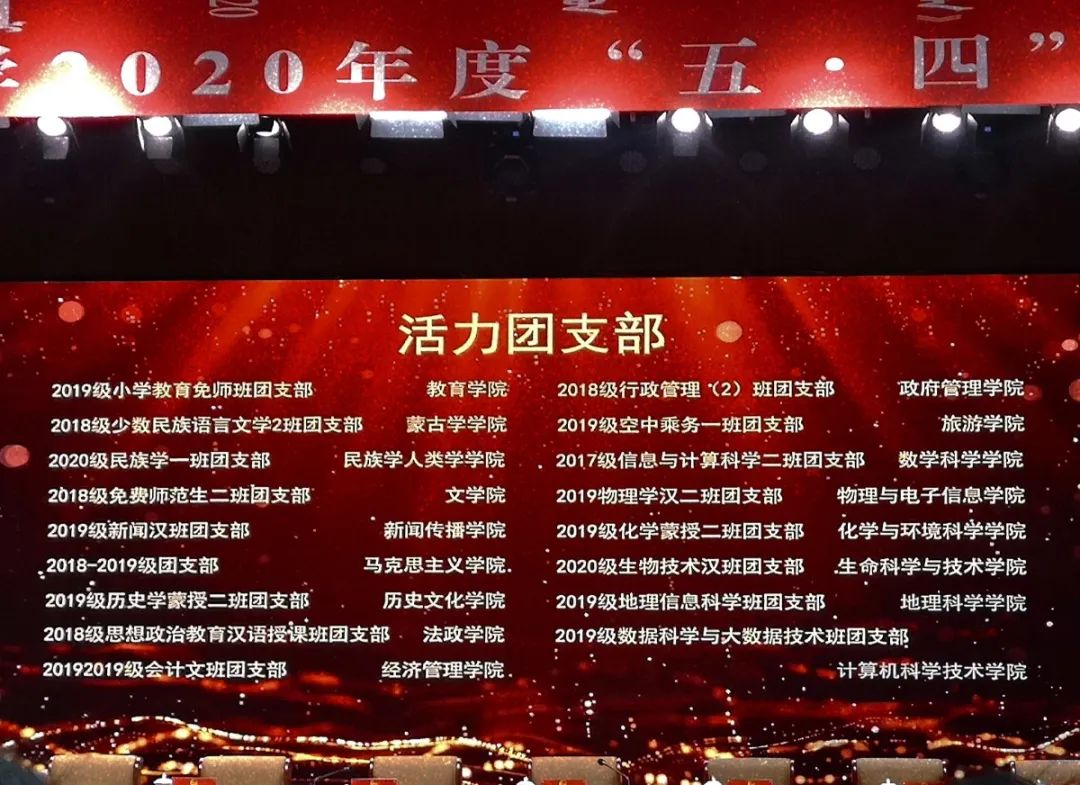 2020年度“五·四”
活力团支部
2019级小学教育免师班团支部 教育学院
2018级少数民族语言文学2班团支部 蒙古学学院
2020级民族学一班团支部 民族学人类学学院
2018级免费师范生二班团支部 文学院
2019级新闻汉班团支部 新闻传播学院
2018-2019级团支部 马克思主义学院
2019级历史学蒙授二班团支部 历史文化学院
2018级思想政治教育汉语授课班团支部 法政学院
20192019级会计文班团支部 经济管理学院
2018级行政管理（2）班团支部 政府管理学院
2019级空中乘务一班团支部 旅游学院
2017级信息与计算科学二班团支部 数学科学学院
2019物理学汉二班团支部 物理与电子信息学院
2019级化学蒙授二班团支部 化学与环境科学学院
2020级生物技术汉班团支部 生命科学与技术学院
2019级地理信息科学班团支部 地理科学学院
2019级数据科学与大数据技术班团支部
计算机科学技术学院